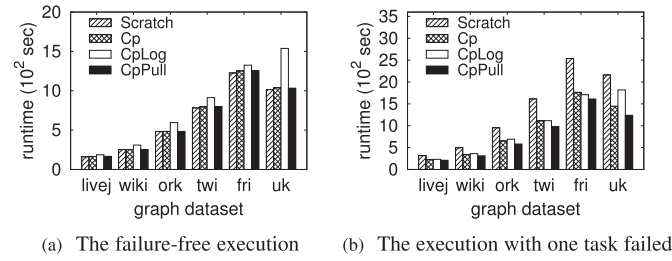 20
15
10
5
0
runtime (10² sec)
Scratch
Cp
CpLog
CpPull
livej wiki ork twi fri uk
graph dataset
(a) The failure-free execution
35
30
25
20
15
10
5
0
runtime (10² sec)
Scratch
Cp
CpLog
CpPull
livej wiki ork twi fri uk
graph dataset
(b) The execution with one task failed